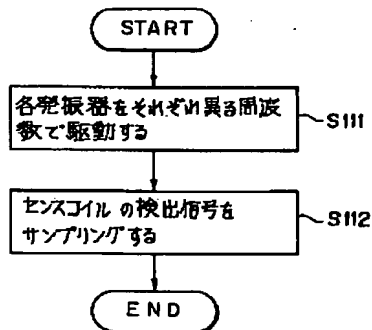 START
各発振器をそれぞれ異る周波
数で駆動する
S111
センスコイルの検出信号を
サンプリングする
S112
END